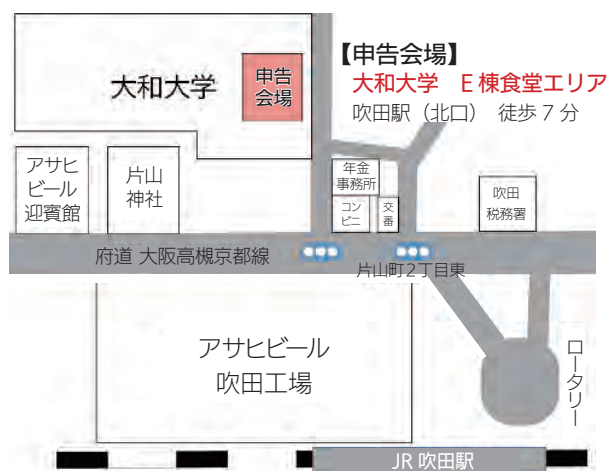 【申告会場】
大和大学　E棟食堂エリア
吹田駅（北口）　徒歩7分
大和大学
申告
会場
アサヒ
ビール
迎賓館
片山
神社
年金
事務所
コン
ビニ
交
番
吹田
税務署
府道 大阪高槻京都線
片山町2丁目東
アサヒビール
吹田工場
ロータリー
JR 吹田駅